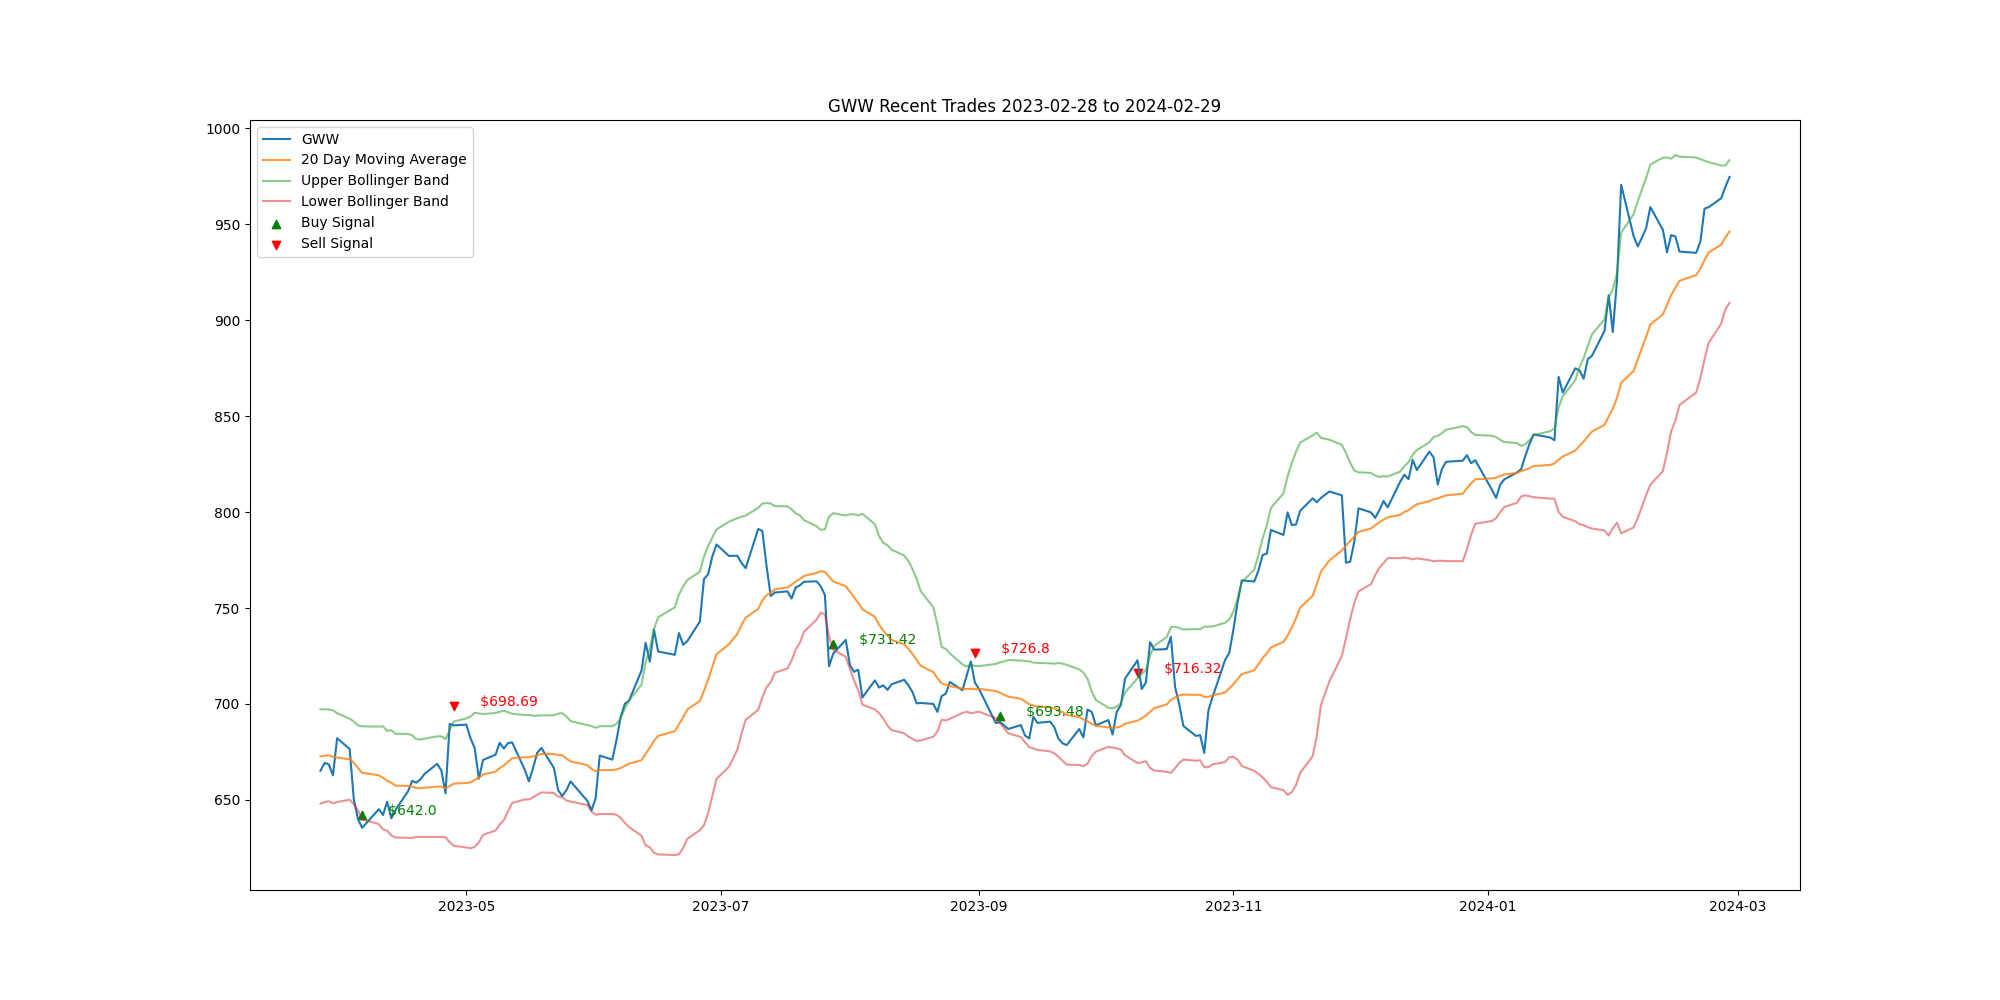 GWW Recent Trades 2023-02-28 to 2024-02-29
1000
950
900
850
800
750
700
650
GWW
20 Day Moving Average
Upper Bollinger Band
Lower Bollinger Band
Buy Signal
Sell Signal
$642.0
$698.69
$731.42
$726.8
$693.48
$716.32
2023-05
2023-07
2023-09
2023-11
2024-01
2024-03